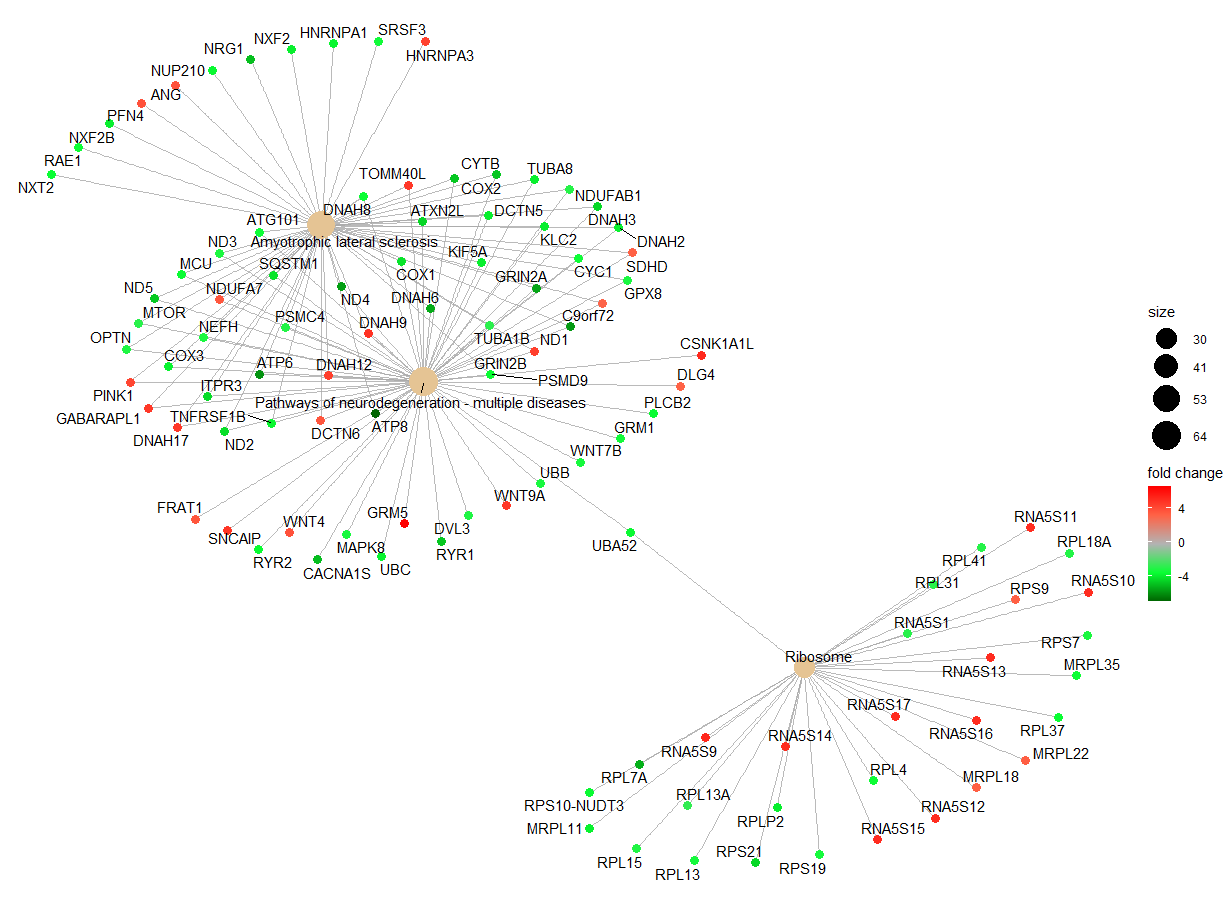 SRSF3
HNRNPA1
NXF2
NRG1
HNRNPA3
NUP210
ANG
PFN4
NXF2B
RAE1
NXT2
CYTB
TUBA8
TOMM40L
COX2
NDUFAB1
DNAH8
ATXN2L
DCTN5
ATG101
DNAH3
KLC2
DNAH2
ND3
Amyotrophic lateral sclerosis
KIF5A
MCU
SQSTM1
SDHD
CYC1
COX1
GRIN2A
ND5
NDUFA7
GPX8
ND4
DNAH6
MTOR
C9orf72
PSMC4
DNAH9
NEFH
OPTN
TUBA1B
ND1
CSNK1A1L
COX3
ATP6
DNAH12
GRIN2B
DLG4
PSMD9
ITPR3
PINK1
Pathways of neurodegeneration - multiple diseases
PLCB2
GABARAPL1
TNFRSF1B
ATP8
GRM1
DCTN6
DNAH17
ND2
WNT7B
UBB
WNT9A
FRAT1
GRM5
WNT4
DVL3
SNCAIP
MAPK8
UBA52
RYR2
RYR1
UBC
CACNA1S
RNA5S11
RPL18A
RPL41
RPL31
RNA5S10
RPS9
RNA5S1
RPS7
Ribosome
MRPL35
RNA5S13
RNA5S17
RNA5S16
RPL37
RNA5S14
RNA5S9
MRPL22
RPL4
RPL7A
MRPL18
RPL13A
RPS10-NUDT3
RNA5S12
RPLP2
MRPL11
RNA5S15
RPS21
RPL15
RPS19
RPL13
size
30
41
53
64
fold change
4
0
-4